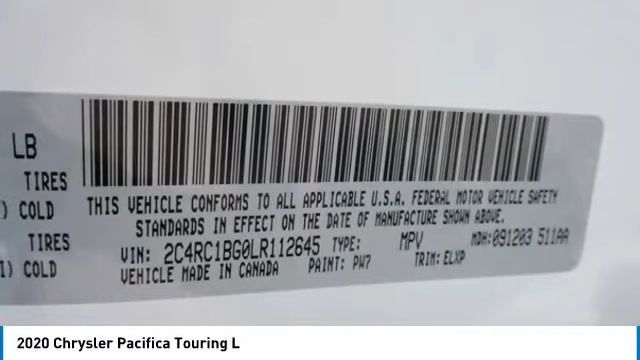 LB
TIRES
) COLD
TIRES
I) COLD
THIS VEHICLE CONFORMS TO ALL APPLICABLE U.S.A. FEDERAL MOTOR VEHICLE SAFETY
STANDARDS IN EFFECT ON THE DATE OF MANUFACTURE SHOWN ABOVE.
VIN: 2C4RC1BG0LR112645 TYPE: MPV MDH:091203 511AA
VEHICLE MADE IN CANADA PAINT: PW7 TRIM: ELXP
2020 Chrysler Pacifica Touring L